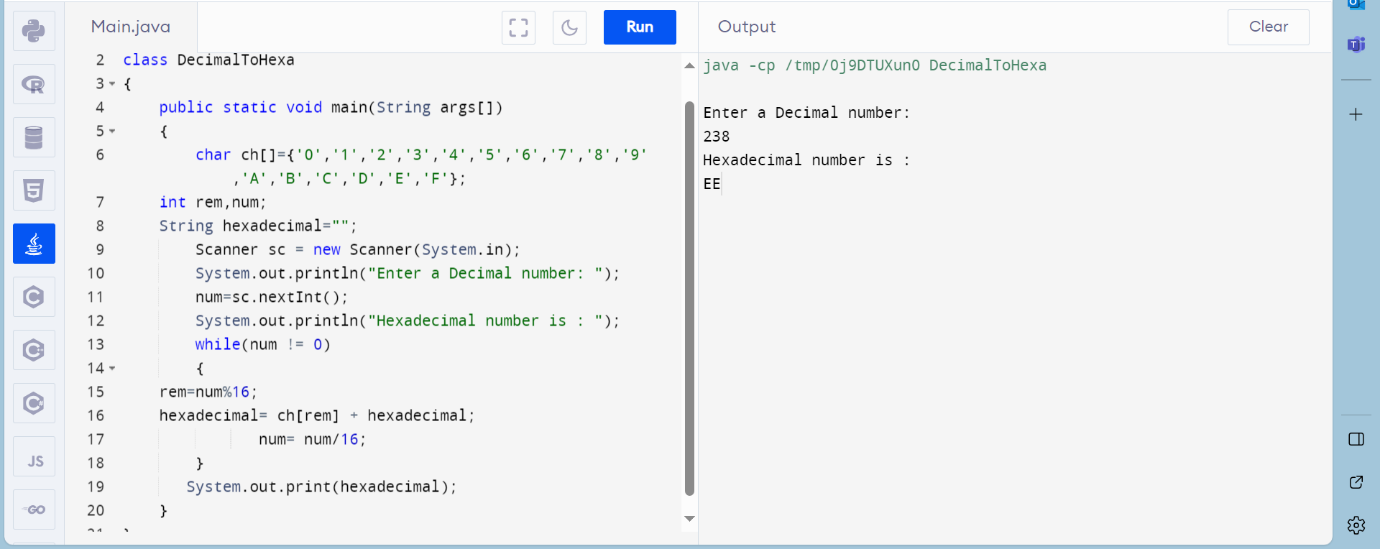 Main.java
Run
Output
Clear
2 class DecimalToHexa
3 {
4 public static void main(String args[])
5 {
6 char ch[]={'0','1','2','3','4','5','6','7','8','9'
,'A','B','C','D','E','F'};
7 int rem,num;
8 String hexadecimal="";
9 Scanner sc = new Scanner(System.in);
10 System.out.println("Enter a Decimal number: ");
11 num=sc.nextInt();
12 System.out.println("Hexadecimal number is : ");
13 while(num != 0)
14 {
15 rem=num%16;
16 hexadecimal= ch[rem] + hexadecimal;
17 num= num/16;
18 }
19 System.out.print(hexadecimal);
20 }
java -cp /tmp/0j9DTUXun0 DecimalToHexa
Enter a Decimal number:
238
Hexadecimal number is :
EE
R
5
C
C
C
JS
GO